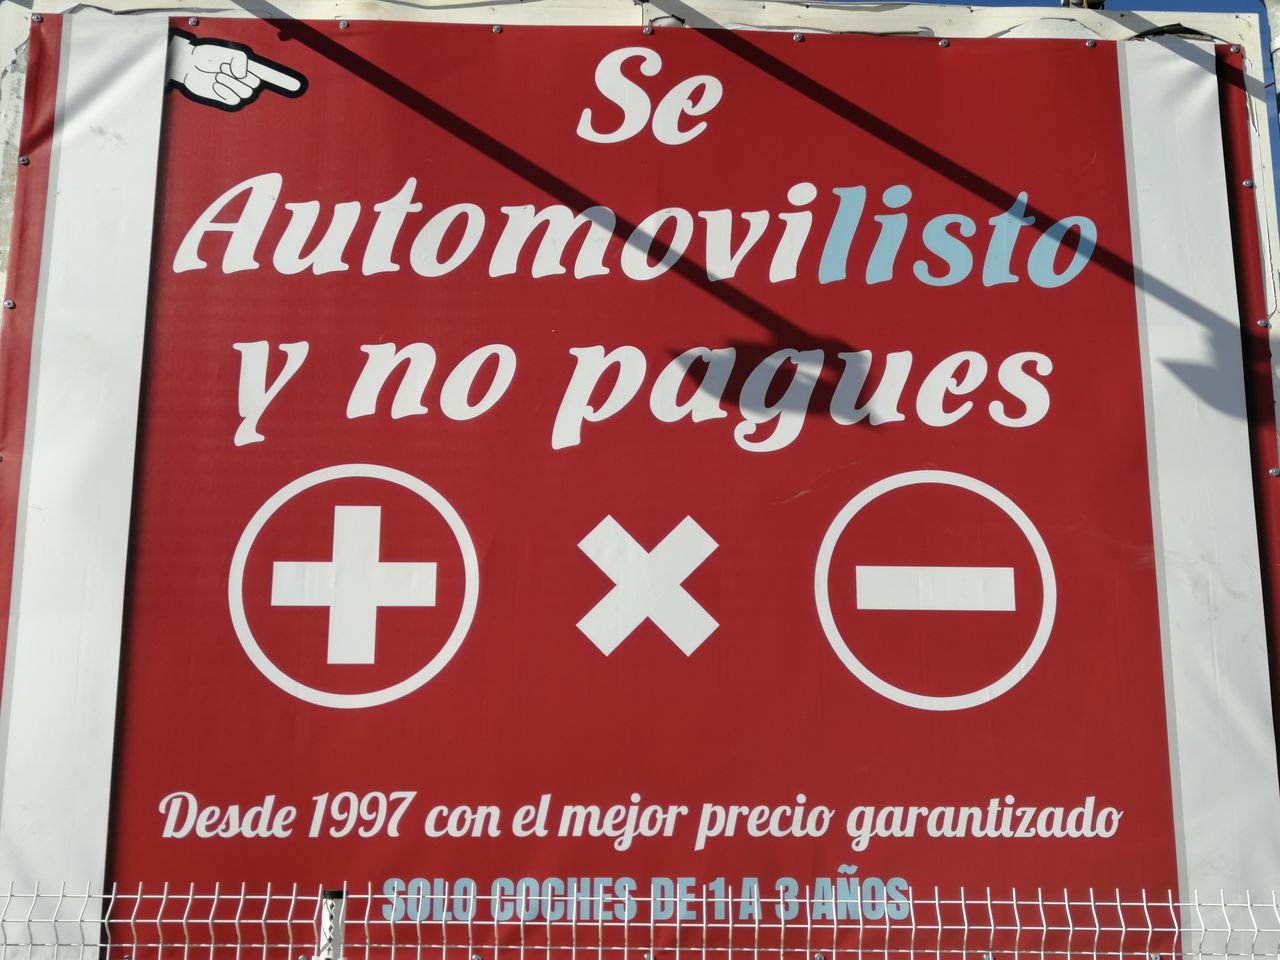 Se
Automovilisto
y no pagues
+ × −
Desde 1997 con el mejor precio garantizado
SOLO COCHES DE 1 A 3 AÑOS